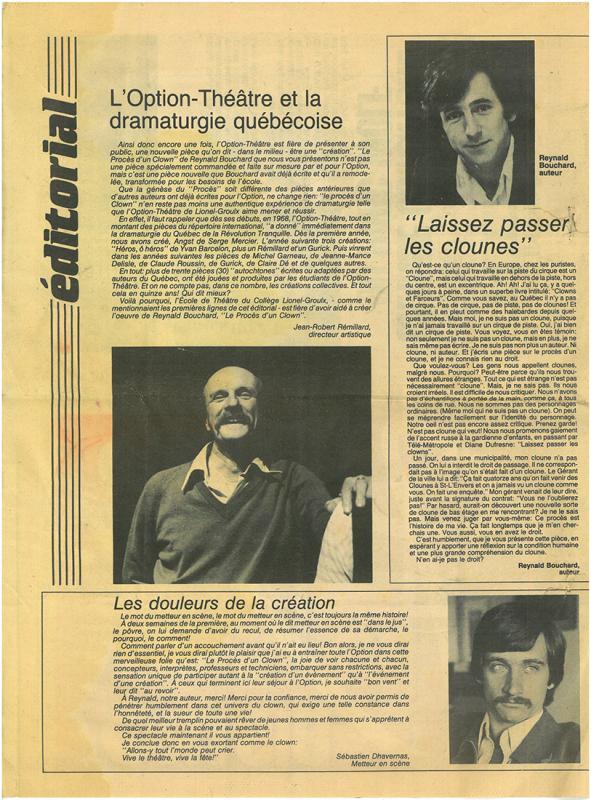 éditorial
L'Option-Théâtre et la
dramaturgie québécoise
Ainsi donc encore une fois, l'Option-Théâtre est fière de présenter à son
public, une nouvelle pièce qu'on dit - dans le milieu - être une "création". "Le
Procès d'un Clown" de Reynald Bouchard que nous vous présentons n'est pas
une pièce spécialement commandée et faite sur mesure par et pour l'Option,
mais c'est une pièce nouvelle que Bouchard avait déjà écrite et qu'il a remode-
lée, transformée pour les besoins de l'école.
Que la génèse du "Procès" soit différent des pièces antérieures que
d'autres auteurs ont déjà écrites pour l'Option, ne change rien: "le procès
d'un Clown" n'en reste pas moins une authentique expérience de dramaturgie telle
que l'Option-Théâtre de Lionel-Groulx aime mener et réussir.
En effet, il faut rappeler que dès ses débuts, en 1968, l'Option-Théâtre, tout en
montant des pièces du répertoire international, "a donné" immédiatement dans
la dramaturgie du Québec de la Révolution Tranquille. Dès la première année,
nous avons créé, Angst de Serge Mercier. L'année suivante trois créations:
"Héros, ô héros" de Yvan Barcelon, plus un Rémillard et un Gurick. Puis vinrent
dans les années suivantes les pièces de Michel Garneau, de Jeanne-Mance
Delisle, de Claude Roussin, de Gurick, de Claire Dé et de quelques autres.
En tout: plus de trente pièces (30) "autochtones" écrites ou adaptées par des
auteurs du Québec, ont été jouées et produites par les étudiants de l'Option-
Théâtre. Et on ne compte pas, dans ce nombre, les créations collectives. Et tout
cela en quinze ans! Qui dit mieux?
Voilà pourquoi, l'École de Théâtre du Collège Lionel-Groulx, - comme le
mentionnaient les premières lignes de cet éditorial - est fière d'avoir aidé à créer
l'oeuvre de Reynald Bouchard, "Le Procès d'un Clown".
Jean-Robert Rémillard,
directeur artistique
Reynald
Bouchard,
auteur
"Laissez passer
les clounes"
Qu'est-ce qu'un cloune? En Europe, chez les puristes,
on répondra: celui qui travaille sur la piste du cirque est un
"Cloune", mais celui qui travaille en dehors de la piste, hors
du centre, est un excentrique. Ah! Ah! J'ai lu ça, y a quel-
ques jours à peine, dans un superbe livre intitulé: "Clowns
et Farceurs". Comme vous savez, au Québec il n'y a pas
de cirque. Pas de cirque, pas de piste, pas de clounes! Et
pourtant, il en pleut comme des halebardes depuis quel-
ques années. Mais moi, je ne suis pas un cloune, puisque
je n'ai jamais travaillé sur un cirque de piste. Oui, j'ai bien
dit un cirque de piste. Vous voyez, vous en êtes témoin:
non seulement je ne suis pas un cloune, mais en plus, je ne
sais même pas écrire. Je ne suis pas non plus un auteur. Ni
cloune, ni auteur. Et j'écris une pièce sur le procès d'un
cloune, et je ne connais rien au droit.
Que voulez-vous? Les gens nous appellent clounes,
malgré nous. Pourquoi? Peut-être parce qu'ils nous trou-
vent des allures étranges. Tout ce qui est étrange n'est pas
nécessairement "cloune". Mais, je ne sais pas. Ils nous
croient irréels. Il est difficile de nous critiquer. Nous n'avons
pas d'échantillons à portée de la main, comme ça, à tous
les coins de rue. Nous ne sommes pas des personnages
ordinaires. (Même moi qui ne suis pas un cloune). On peut
se méprendre facilement sur l'identité du personnage.
Notre oeil n'est pas encore assez critique. Prenez garde!
N'est pas cloune qui veut! Nous nous promenons gaiement
de l'accent russe à la gardienne d'enfants, en passant par
Télé-Métropole et Diane Dufresne: "Laissez passer les
clowns".
Un jour, dans une municipalité, mon cloune n'a pas
passé. On lui a interdit le droit de passage. Il ne correspon-
dait pas à l'image qu'on s'était fait d'un cloune. Le Gérant
de la ville lui a dit: "Ça fait quatorze ans qu'on fait venir des
Clounes à St-L'Envers et on a jamais vu un cloune comme
vous. On fait une enquête." Mon gérant venait de leur dire,
juste avant la signature du contrat: "Vous ne l'oublierez
pas!" Par hasard, aurait-on découvert une nouvelle sorte
de cloune de bas étage en me rencontrant? Je ne le sais
pas. Mais venez juger par vous-même: Ce procès est
l'histoire de ma vie. Ça fait longtemps que je m'en cher-
chais une. Vous aussi, vous en avez le droit.
C'est humblement, que je vous présente cette pièce, en
espérant y apporter une réflexion sur la condition humaine
et une plus grande compréhension du cloune.
N'en ai-je pas le droit?
Reynald Bouchard,
auteur
Les douleurs de la création
Le mot du metteur en scène, le mot du metteur en scène, c'est toujours la même histoire!
À deux semaines de la première, au moment où le dit metteur en scène est "dans le jus",
le pôvre, on lui demande d'avoir du recul, de résumer l'essence de sa démarche, le
pourquoi, le comment!
Comment parler d'un accouchement avant qu'il n'ait eu lieu! Bon alors, je ne vous dirai
rien d'essentiel, je vous dirai plutôt le plaisir que j'ai eu à entraîner toute l'Option dans cette
merveilleuse folie qu'est: "Le Procès d'un Clown", la joie de voir chacune et chacun,
concepteurs, interprètes, professeurs et techniciens, embarquer sans restrictions, avec la
sensation unique de participer autant à la "création d'un évènement" qu'à "l'évènement
d'une création". À ceux qui terminent ici leur séjour à l'Option, je souhaite "bon vent" et
leur dit "au revoir".
À Reynald, notre auteur, merci! Merci pour ta confiance, merci de nous avoir permis de
pénétrer humblement dans cet univers du clown, qui exige une telle constance dans
l'honnêteté, et la sueur de toute une vie!
De quel meilleur tremplin pouvaient rêver de jeunes hommes et femmes qui s'apprêtent à
consacrer leur vie à la scène et au spectacle.
Ce spectacle maintenant il vous appartient!
Je conclue donc en vous exortant comme le clown:
"Allons-y tout l'monde peut crier.
Vive le théâtre, vive la fête!"
Sébastien Dhavernas,
Metteur en scène